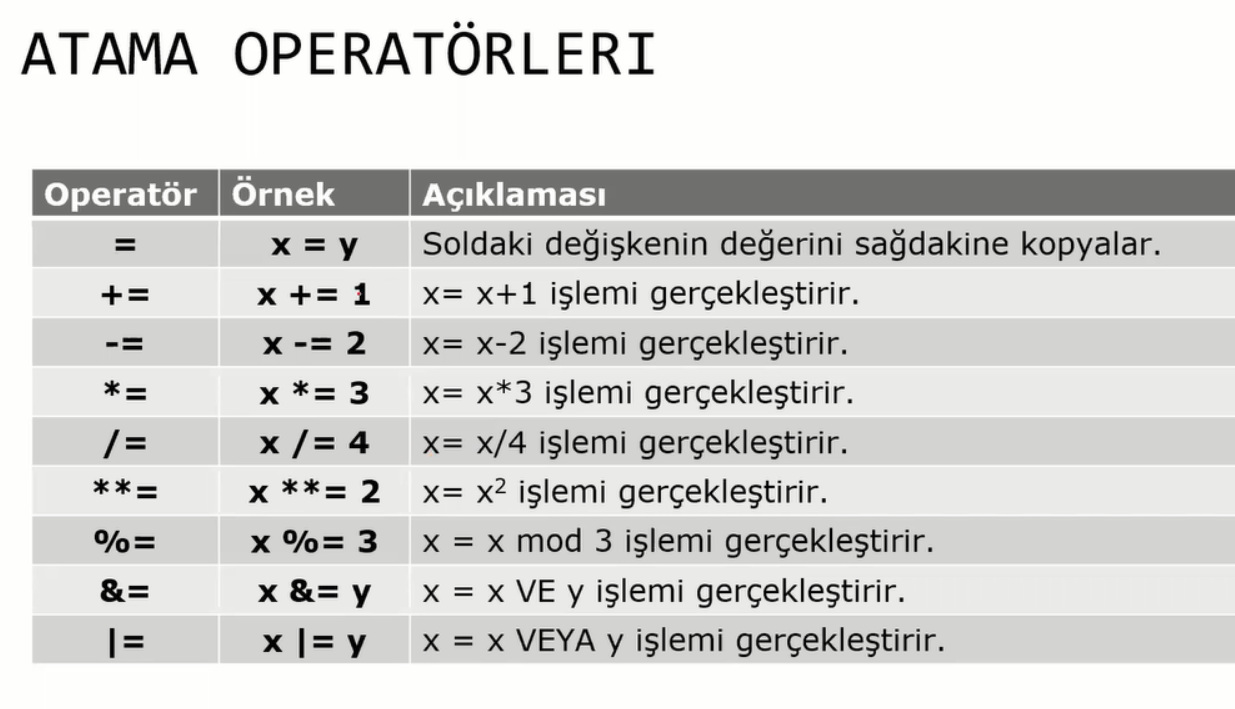 ATAMA OPERATÖRLERI
Operatör Örnek Açıklaması
= x = y Soldaki değişkenin değerini sağdakine kopyalar.
+= x += 1 x= x+1 işlemi gerçekleştirir.
-= x -= 2 x= x-2 işlemi gerçekleştirir.
*= x *= 3 x= x*3 işlemi gerçekleştirir.
/= x /= 4 x= x/4 işlemi gerçekleştirir.
**= x **= 2 x= x² işlemi gerçekleştirir.
%= x %= 3 x = x mod 3 işlemi gerçekleştirir.
&= x &= y x = x VE y işlemi gerçekleştirir.
|= x |= y x = x VEYA y işlemi gerçekleştirir.